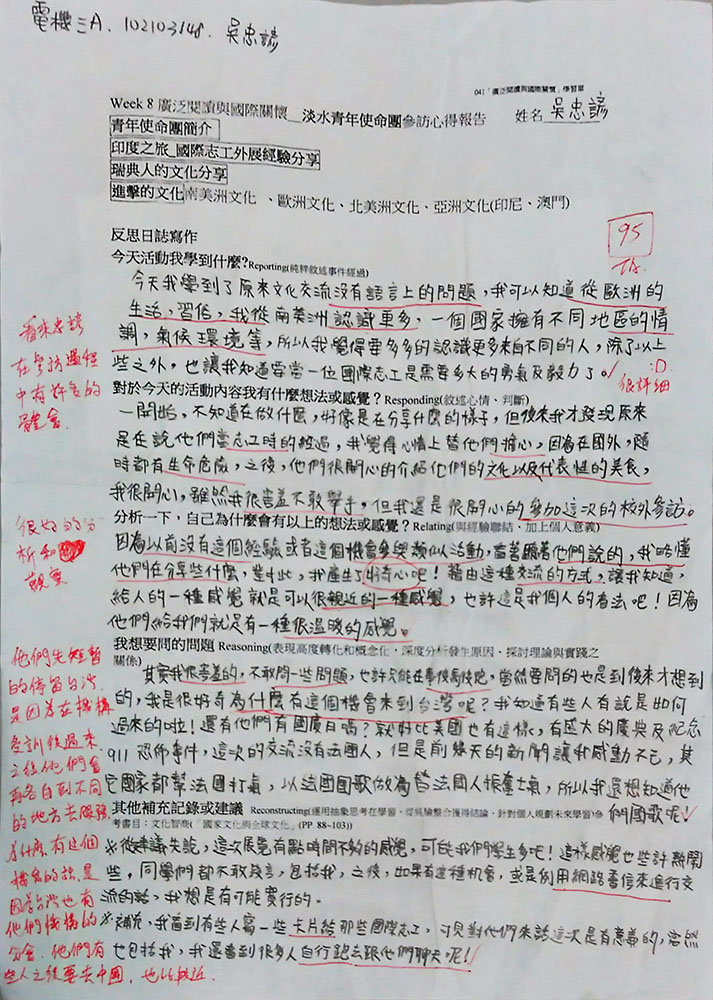 電機三A. 102103148. 吳忠諺
041「廣泛閱讀與國際關懷」學習單
Week 8 廣泛閱讀與國際關懷__淡水青年使命團參訪心得報告 姓名 吳忠諺
青年使命團簡介
印度之旅_國際志工外展經驗分享
瑞典人的文化分享
進擊的文化南美洲文化 、歐洲文化、北美洲文化、亞洲文化(印尼、澳門)
95
反思日誌寫作
今天活動我學到什麼?Reporting(純粹敘述事件經過)
今天我學到了原來文化交流沒有語言上的問題，我可以知道從歐洲的
生活，習俗，我從南美洲認識更多，一個國家擁有不同地區的情
調，氣候環境等，所以我覺得要多多的認識更多來自不同的人，除了以上
些之外，也讓我知道要當一位國際志工是需要多大的勇氣及毅力了。
:D
很詳細
看來忠諺
在參訪過程
中有許多的
體會
對於今天的活動內容我有什麼想法或感覺？Responding(敘述心情、判斷)
一開始，不知道在做什麼，好像是在分享什麼的樣子，但後來我才發現原來
是在說他們當志工時的經過，我覺得心情上替他們擔心，因為在國外，隨
時都有生命危險，之後，他們很開心的介紹他們的文化以及代表性的美食，
我很開心，雖然我很害羞不敢舉手，但我還是很開心的參加這次的校外參訪。
分析一下，自己為什麼會有以上的想法或感覺？Relating(與經驗聯結、加上個人意義)
因為以前沒有這個經驗或者這個機會參與類似活動，當著聽著他們說的，我略懂
他們在分享些什麼，對此，我產生了好奇心吧！藉由這種交流的方式，讓我知道，
給人的一種感覺就是可以很親近的一種感覺，也許這是我個人的看法吧！因為
他們給我們就是有一種很溫暖的感覺。
很好的分
析和
觀察
我想要問的問題 Reasoning(表現高度轉化和概念化，深度分析發生原因、探討理論與實踐之
關係)
其實我很害羞的，不敢問一些問題，也許只能在事後馬後炮，當然要問的也是到後來才想到
的，我是很好奇為什麼有這個機會來到台灣呢？我知道有些人有說是如何
過來的啦！還有他們有國慶日嗎？就好比美國也有這樣，有盛大的慶典及紀念
911恐怖事件，這次的交流沒有法國人，但是前幾天的新聞讓我感動不已，其
它國家都幫法國打氣，以法國國歌做為替法國人振奮士氣，所以我還想知道他
們國歌呢
其他補充記錄或建議 Reconstructing(運用抽象思考在學習，從經驗整合獲得結論，針對個人規劃未來學習)參
考書目：文化智商(「國家文化與全球文化」(PP 88~103))
※從建議先說，這次展覽有點時間不夠的感覺，可能我們學生多吧！這樣感覺也些許熱鬧
些，同學們都不敢發言，包括我，之後，如果有這種機會，或是利用網路書信來進行交
流的話，我想是有可能實行的。
※補充，我看到有些人寫一些卡片給那些國際志工，可見對他們來說這次是有意義的，當然
也包括我，我還看到很多人自行跑去跟他們聊天呢！
他們先短暫
的停留台灣
是因為在機構
受訓後過來
之後他們會
再各自到不同
的地方去服務
為什麼有這個
機會的話，是
因為台灣也有
他們機構的
分會，他們有
些人之後要去中國，也比較近.